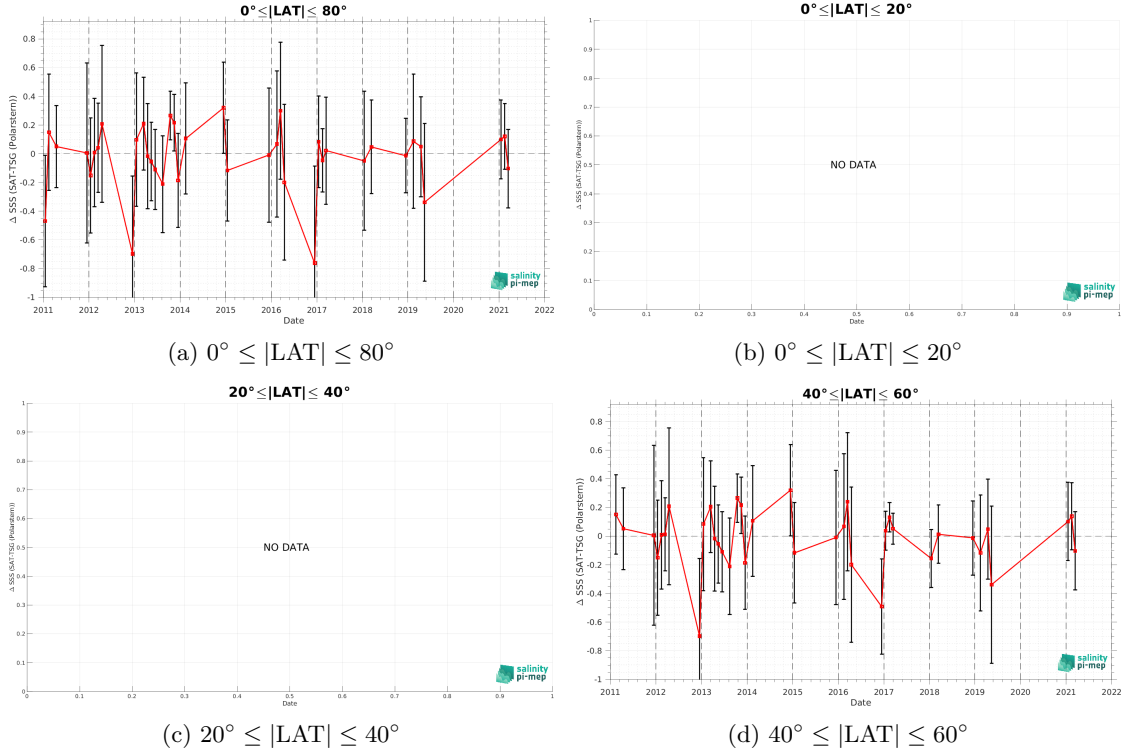 0°≤|LAT|≤ 80°
Δ SSS (SAT-TSG (Polarstern))
0.8
0.6
0.4
0.2
0
-0.2
-0.4
-0.6
-0.8
-1
2011 2012 2013 2014 2015 2016 2017 2018 2019 2020 2021 2022
Date
salinity
pi-mep
(a) 0° ≤ |LAT| ≤ 80°
0°≤|LAT|≤ 20°
Δ SSS (SAT-TSG (Polarstern))
1
0.9
0.8
0.7
0.6
0.5
0.4
0.3
0.2
0.1
0
NO DATA
0 0.1 0.2 0.3 0.4 0.5 0.6 0.7 0.8 0.9 1
Date
salinity
pi-mep
(b) 0° ≤ |LAT| ≤ 20°
20°≤|LAT|≤ 40°
Δ SSS (SAT-TSG (Polarstern))
1
0.9
0.8
0.7
0.6
0.5
0.4
0.3
0.2
0.1
0
NO DATA
0 0.1 0.2 0.3 0.4 0.5 0.6 0.7 0.8 0.9 1
Date
salinity
pi-mep
(c) 20° ≤ |LAT| ≤ 40°
40°≤|LAT|≤ 60°
Δ SSS (SAT-TSG (Polarstern))
0.8
0.6
0.4
0.2
0
-0.2
-0.4
-0.6
-0.8
-1
2011 2012 2013 2014 2015 2016 2017 2018 2019 2020 2021 2022
Date
salinity
pi-mep
(d) 40° ≤ |LAT| ≤ 60°